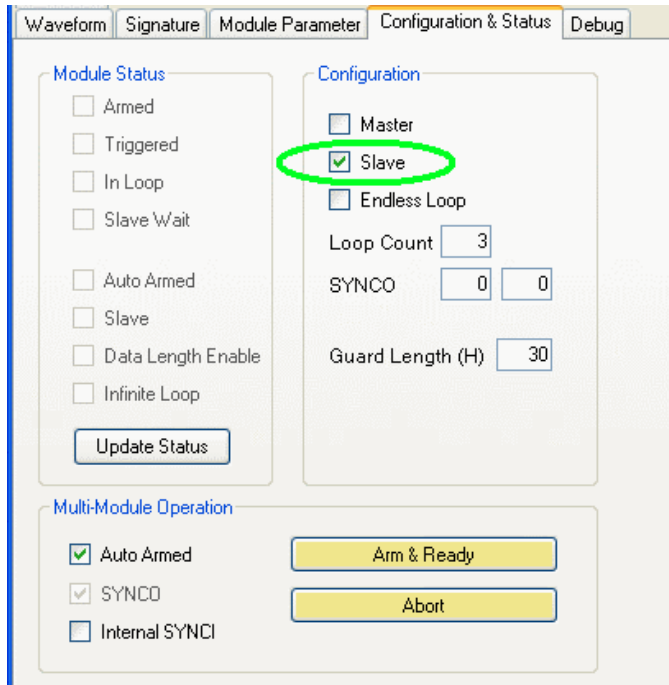 Waveform Signature Module Parameter Configuration & Status Debug
Module Status
Armed
Triggered
In Loop
Slave Wait
Auto Armed
Slave
Data Length Enable
Infinite Loop
Update Status
Configuration
Master
Slave
Endless Loop
Loop Count 3
SYNCO 0 0
Guard Length (H) 30
Multi-Module Operation
Auto Armed
SYNCO
Internal SYNCI
Arm & Ready
Abort